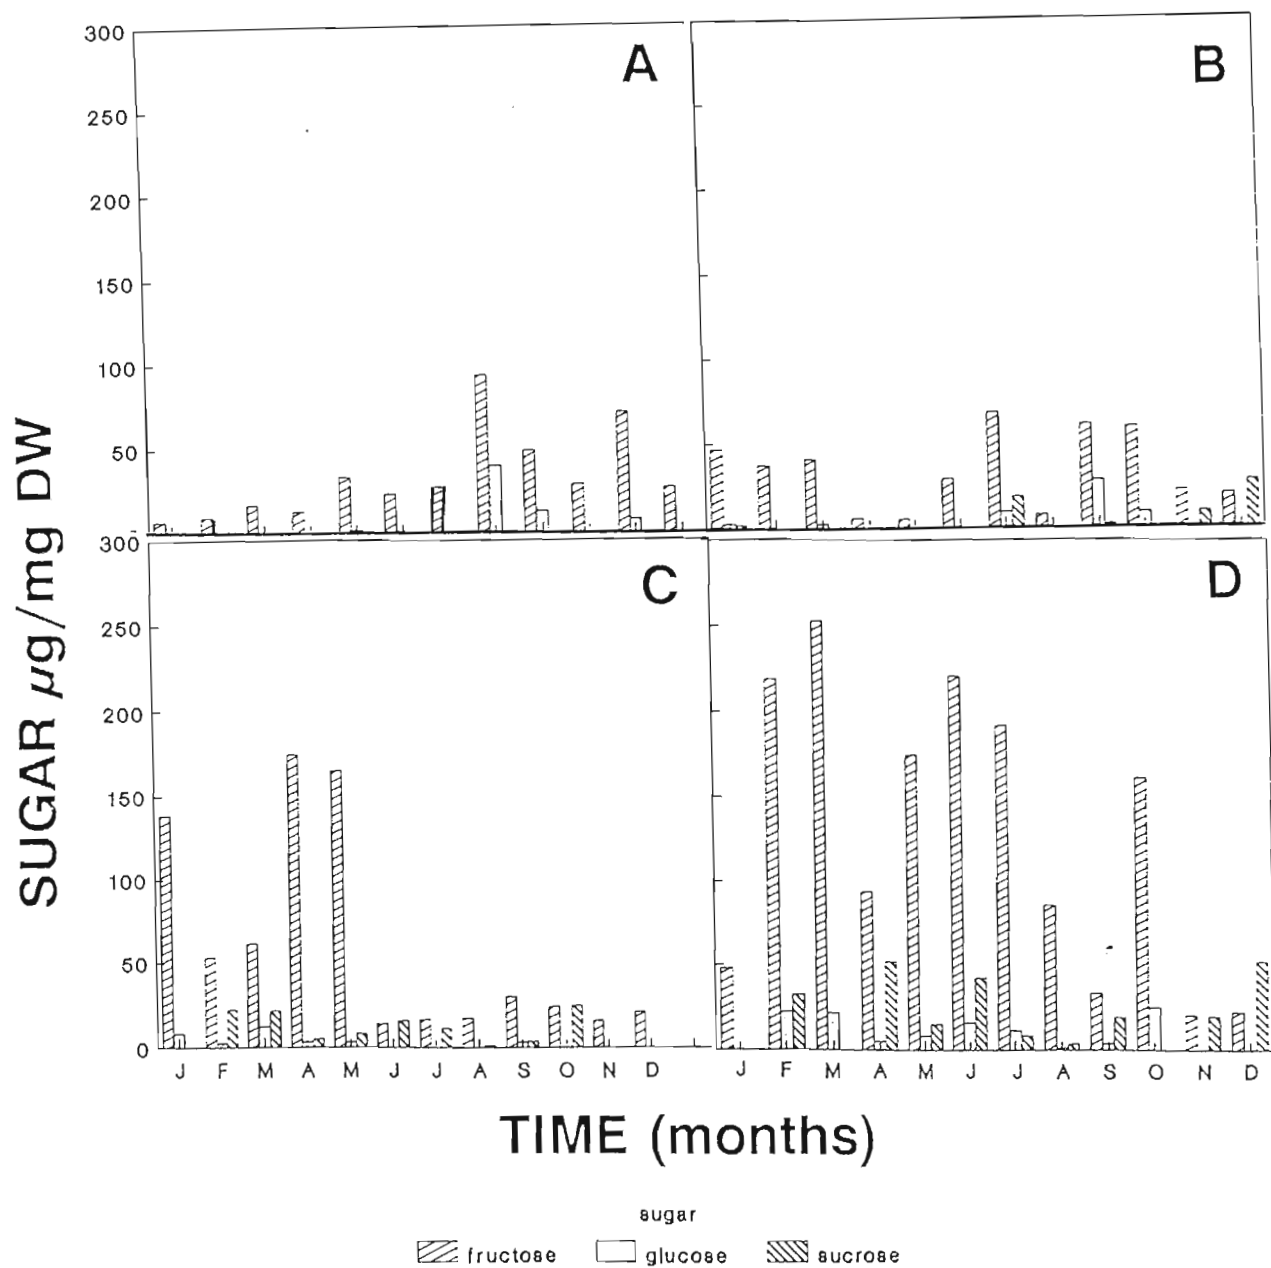 300
250
200
150
100
50
A
B
300
250
200
150
100
50
0
C
D
SUGAR µg/mg DW
J F M A M J J A S O N D
J F M A M J J A S O N D
TIME (months)
sugar
fructose glucose sucrose